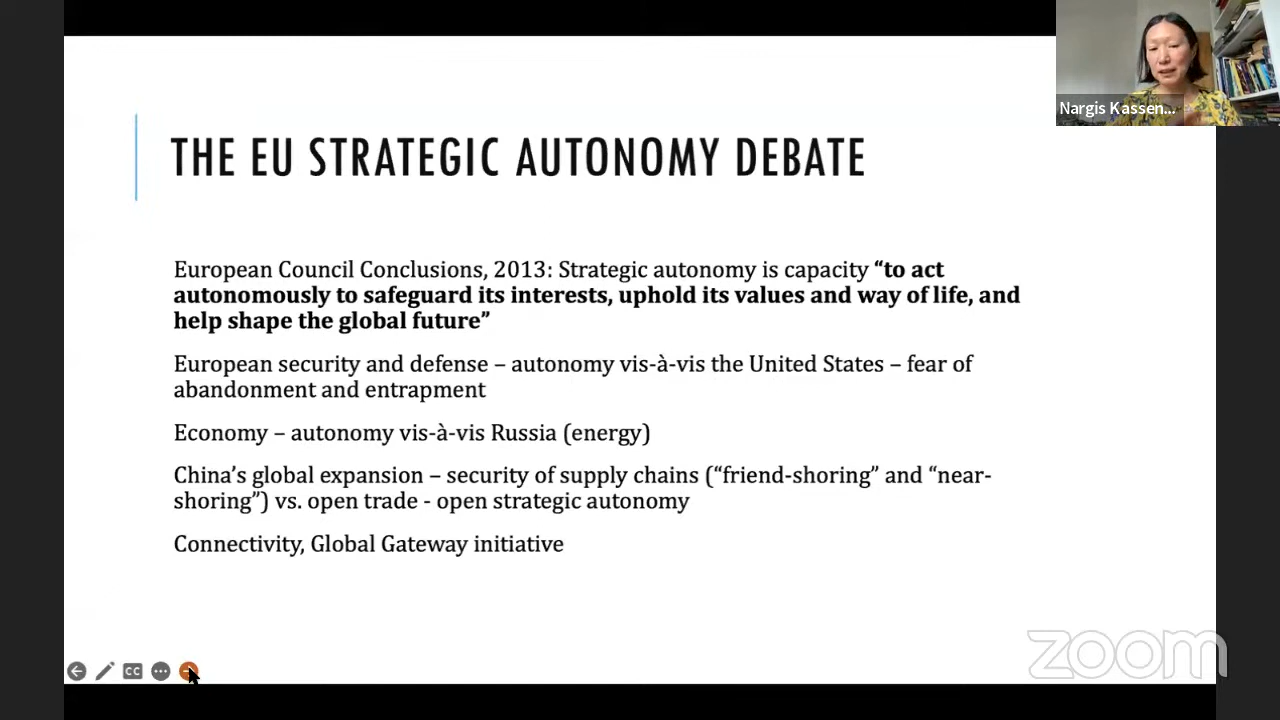 Nargis Kassen...
THE EU STRATEGIC AUTONOMY DEBATE
European Council Conclusions, 2013: Strategic autonomy is capacity “to act
autonomously to safeguard its interests, uphold its values and way of life, and
help shape the global future”
European security and defense – autonomy vis-à-vis the United States – fear of
abandonment and entrapment
Economy – autonomy vis-à-vis Russia (energy)
China’s global expansion – security of supply chains (“friend-shoring” and “near-
shoring”) vs. open trade - open strategic autonomy
Connectivity, Global Gateway initiative
CC
zoom